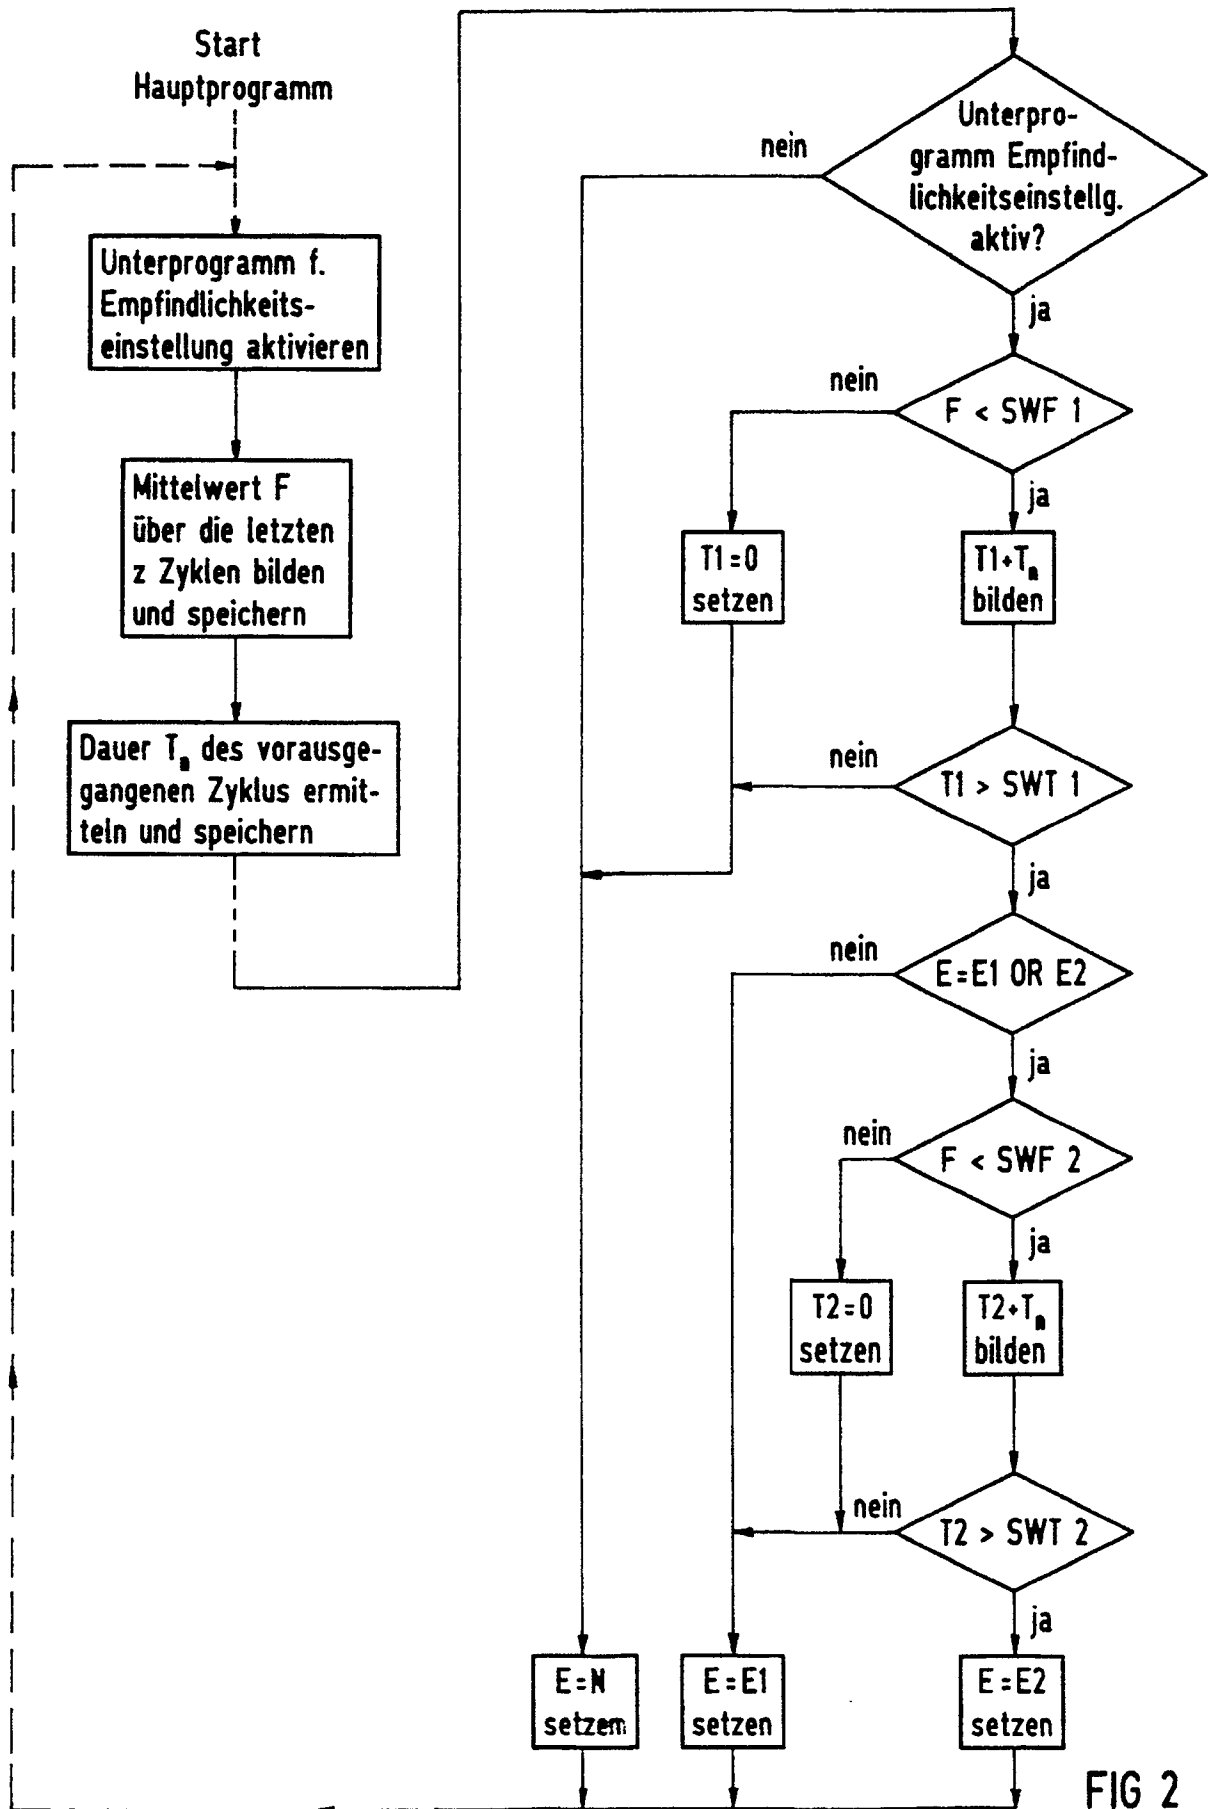 Start
Hauptprogramm
Unterprogramm f.
Empfindlichkeits-
einstellung aktivieren
Mittelwert F
über die letzten
z Zyklen bilden
und speichern
Dauer Tn des vorausge-
gangenen Zyklus ermit-
teln und speichern
Unterpro-
gramm Empfind-
lichkeitseinstellg.
aktiv?
nein
ja
F < SWF 1
nein
ja
T1=0
setzen
T1+Tn
bilden
T1 > SWT 1
nein
ja
E=E1 OR E2
nein
ja
F < SWF 2
nein
ja
T2=0
setzen
T2+Tn
bilden
T2 > SWT 2
nein
ja
E=N
setzem
E=E1
setzen
E=E2
setzen
FIG 2